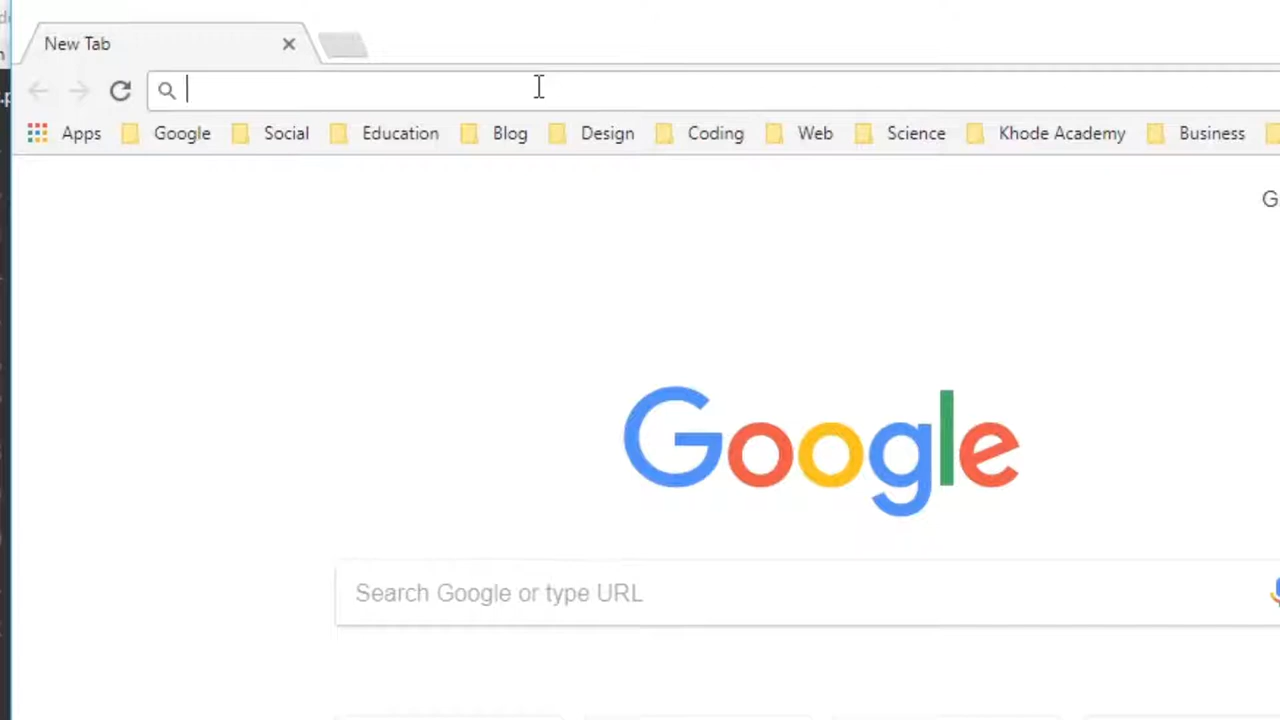 New Tab
Apps Google Social Education Blog Design Coding Web Science Khode Academy Business
G
Google
Search Google or type URL